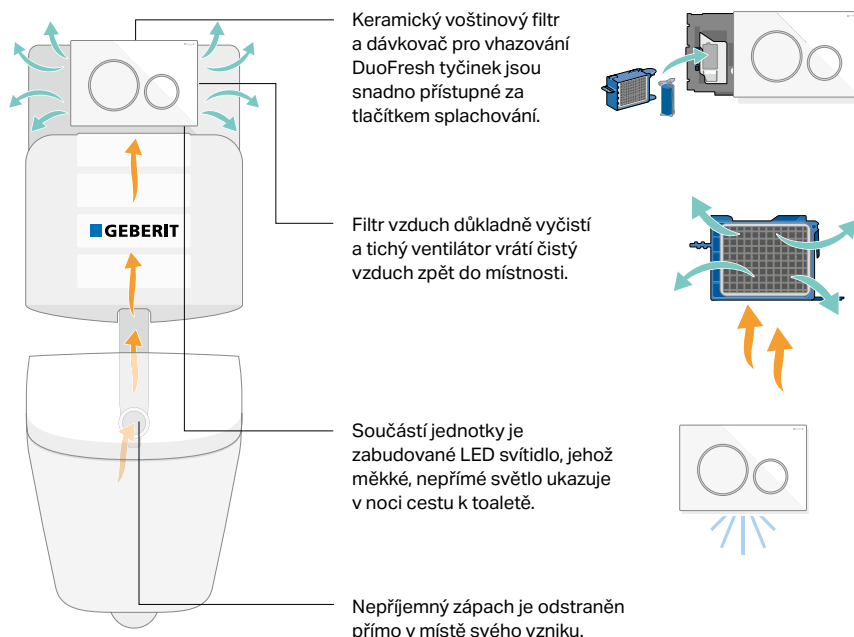 Keramický voštinový filtr
a dávkovač pro vhazování
DuoFresh tyčinek jsou
snadno přístupné za
tlačítkem splachování.
GEBERIT
Filtr vzduch důkladně vyčistí
a tichý ventilátor vrátí čistý
vzduch zpět do místnosti.
Součástí jednotky je
zabudované LED svítidlo, jehož
měkké, nepřímé světlo ukazuje
v noci cestu k toaletě.
Nepříjemný zápach je odstraněn
přímo v místě svého vzniku.